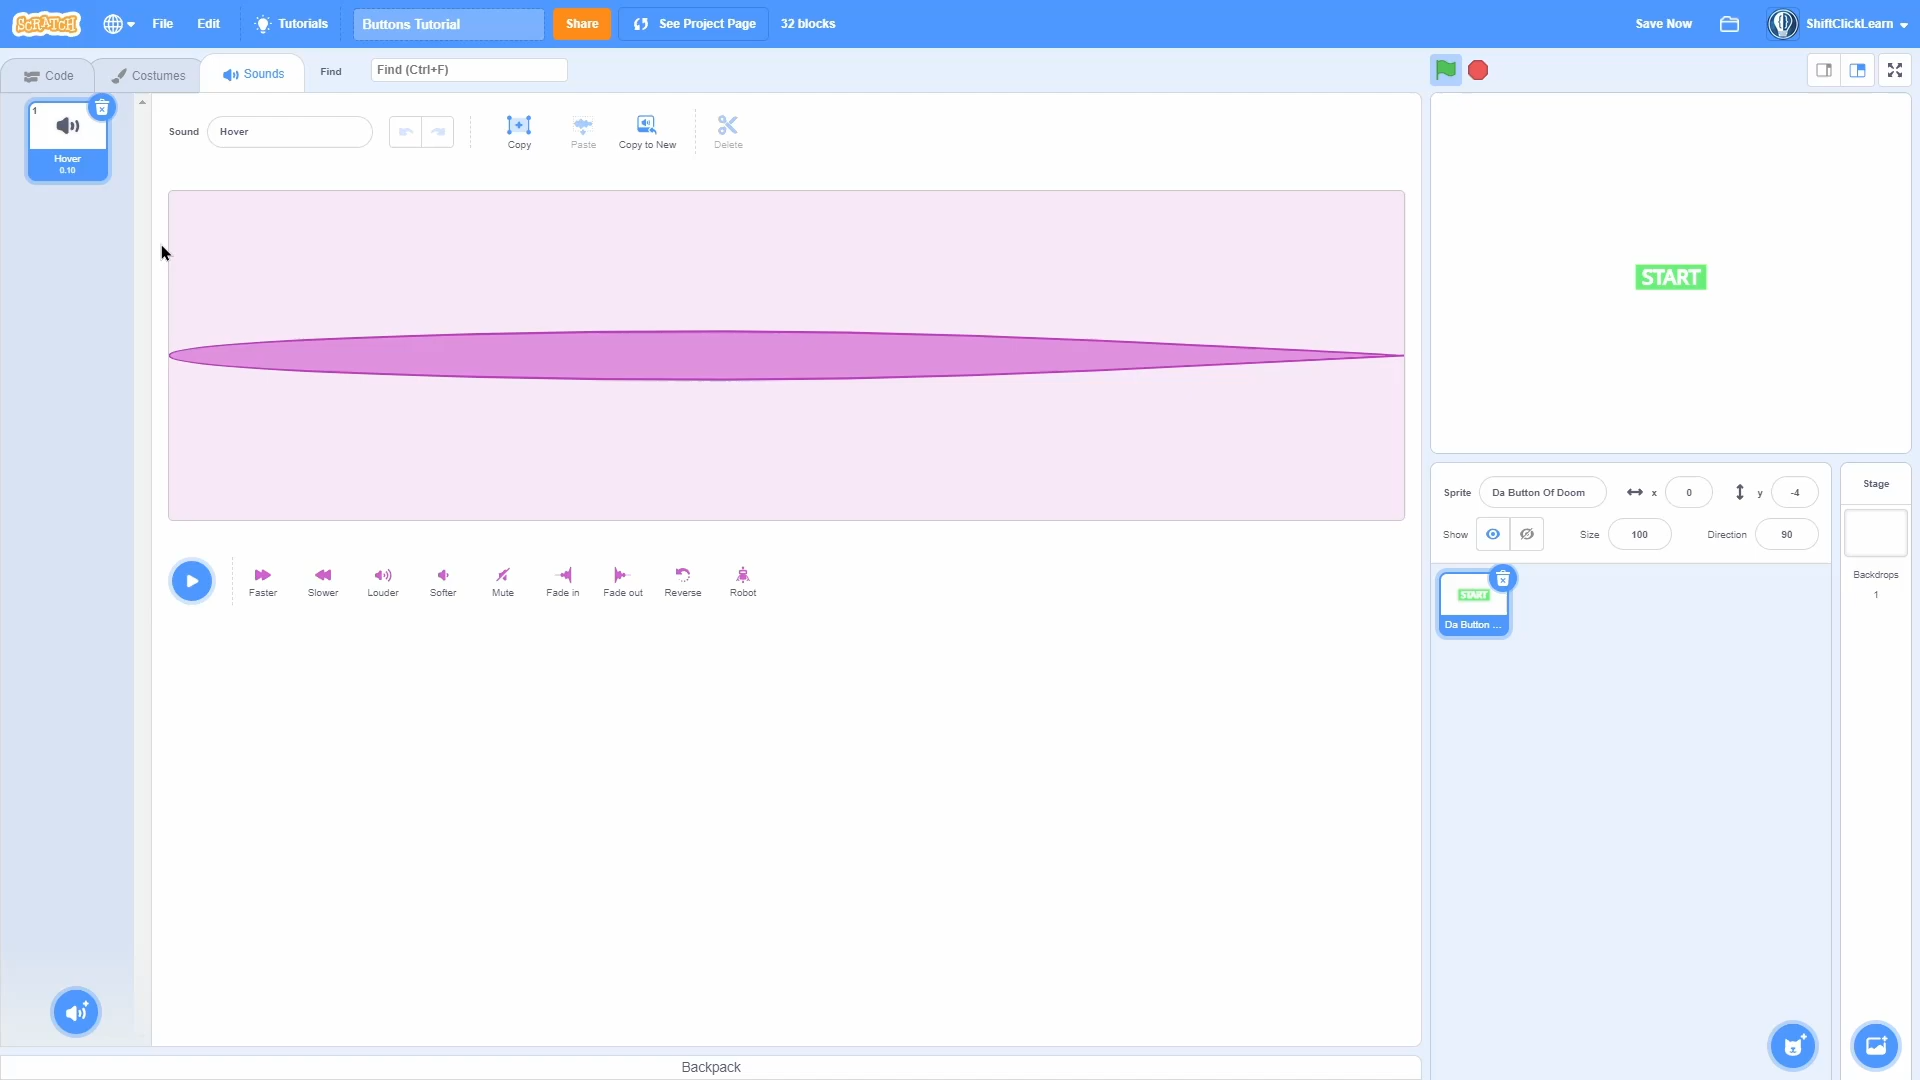 SCRATCH File Edit Tutorials Buttons Tutorial Share See Project Page 32 blocks Save Now ShiftClickLearn
Code Costumes Sounds Find Find (Ctrl+F)
1
Hover
0.10
Sound Hover
Copy Paste Copy to New Delete
Faster Slower Louder Softer Mute Fade in Fade out Reverse Robot
START
Sprite Da Button Of Doom x 0 y -4
Show Size 100 Direction 90
START
Da Button ...
Stage
Backdrops
1
Backpack